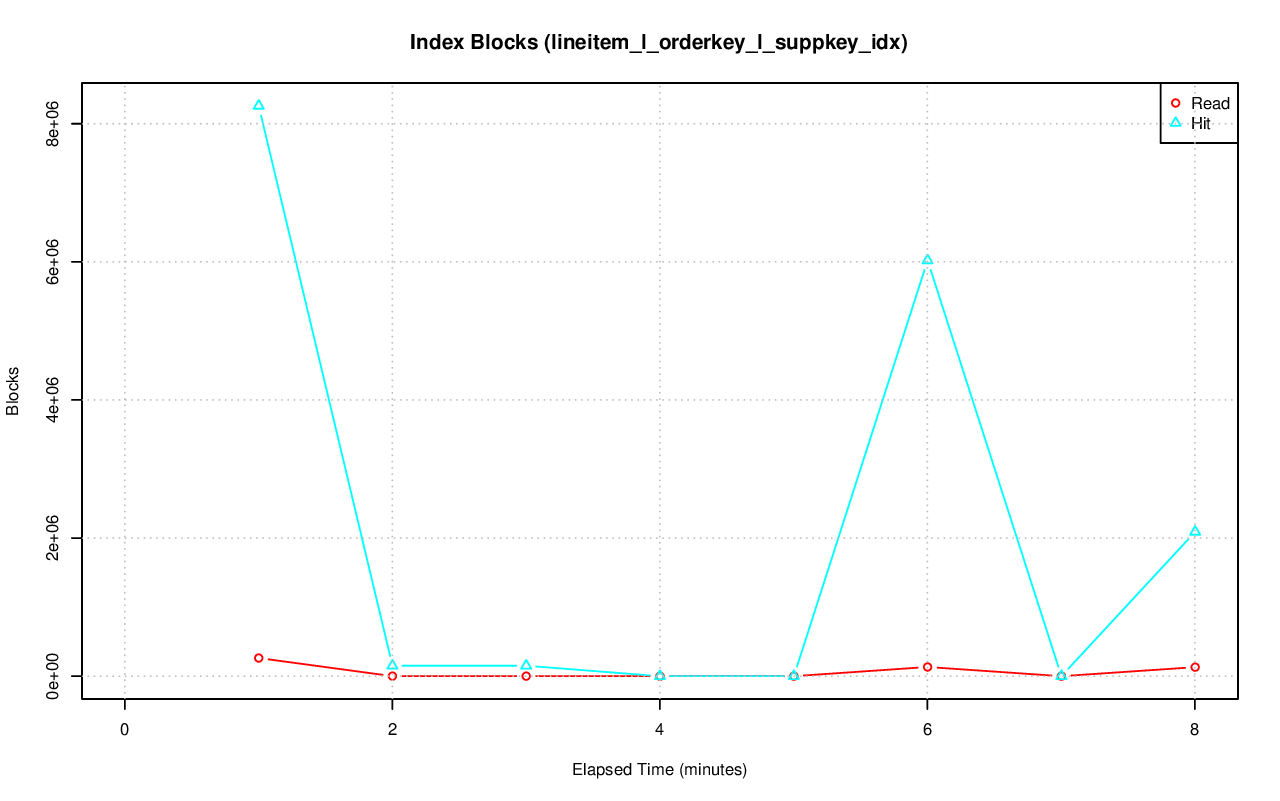 Index Blocks (lineitem_l_orderkey_l_suppkey_idx)
Read
Hit
Blocks
8e+06
6e+06
4e+06
2e+06
0e+00
0 2 4 6 8
Elapsed Time (minutes)